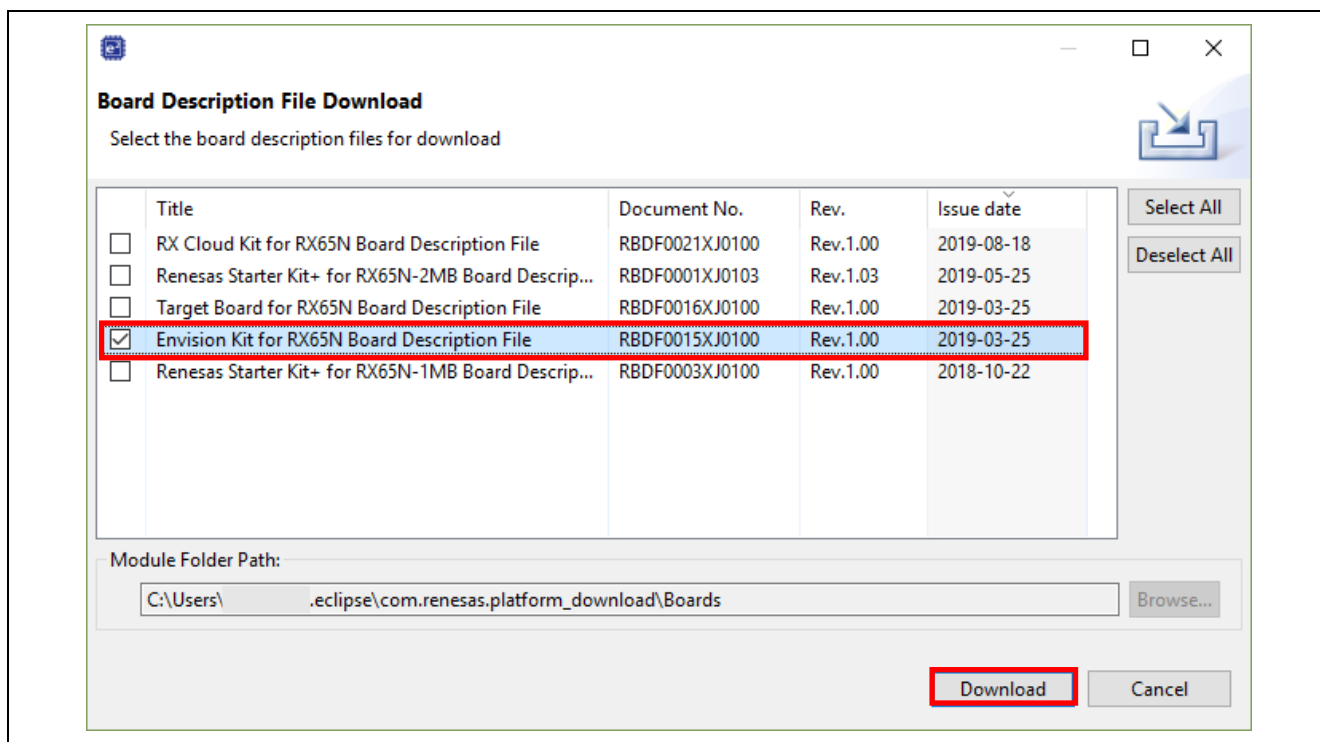 Board Description File Download
Select the board description files for download
Title Document No. Rev. Issue date
RX Cloud Kit for RX65N Board Description File RBDF0021XJ0100 Rev.1.00 2019-08-18
Renesas Starter Kit+ for RX65N-2MB Board Descrip... RBDF0001XJ0103 Rev.1.03 2019-05-25
Target Board for RX65N Board Description File RBDF0016XJ0100 Rev.1.00 2019-03-25
Envision Kit for RX65N Board Description File RBDF0015XJ0100 Rev.1.00 2019-03-25
Renesas Starter Kit+ for RX65N-1MB Board Descrip... RBDF0003XJ0100 Rev.1.00 2018-10-22
Select All
Deselect All
Module Folder Path:
C:\Users\ .eclipse\com.renesas.platform_download\Boards
Browse...
Download
Cancel